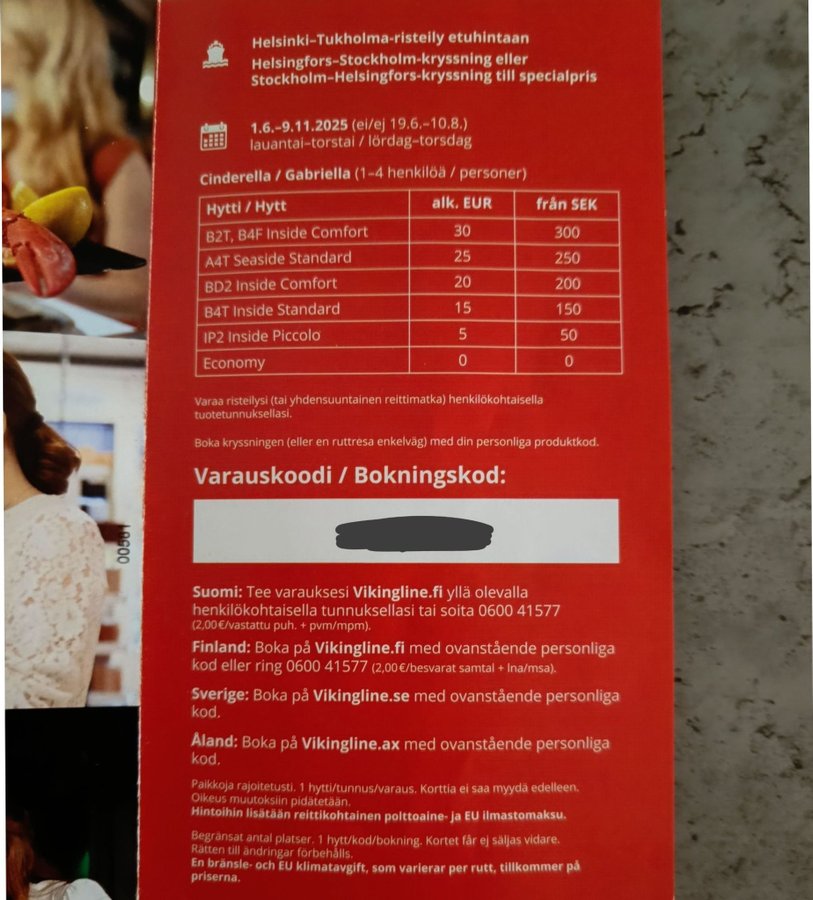 Helsinki–Tukholma-risteily etuhintaan
Helsingfors–Stockholm-kryssning eller
Stockholm–Helsingfors-kryssning till specialpris
1.6.–9.11.2025 (ei/ej 19.6.–10.8.)
lauantai–torstai / lördag–torsdag
Cinderella / Gabriella (1–4 henkilöä / personer)
Hytti / Hytt alk. EUR från SEK
B2T, B4F Inside Comfort 30 300
A4T Seaside Standard 25 250
BD2 Inside Comfort 20 200
B4T Inside Standard 15 150
IP2 Inside Piccolo 5 50
Economy 0 0
Varaa risteilysi (tai yhdensuuntainen reittimatka) henkilökohtaisella
tuotetunnuksellasi.
Boka kryssningen (eller en ruttresa enkelväg) med din personliga produktkod.
Varauskoodi / Bokningskod:
00561
Suomi: Tee varauksesi Vikingline.fi yllä olevalla
henkilökohtaisella tunnuksellasi tai soita 0600 41577
(2,00€/vastattu puh. + pvm/mpm).
Finland: Boka på Vikingline.fi med ovanstående personliga
kod eller ring 0600 41577 (2,00€/besvarat samtal + lna/msa).
Sverige: Boka på Vikingline.se med ovanstående personliga
kod.
Åland: Boka på Vikingline.ax med ovanstående personliga
kod.
Paikkoja rajoitetusti. 1 hytti/tunnus/varaus. Korttia ei saa myydä edelleen.
Oikeus muutoksiin pidätetään.
Hintoihin lisätään reittikohtainen polttoaine- ja EU ilmastomaksu.
Begränsat antal platser. 1 hytt/kod/bokning. Kortet får ej säljas vidare.
Rätten till ändringar förbehålls.
En bränsle- och EU klimatavgift, som varierar per rutt, tillkommer på
priserna.